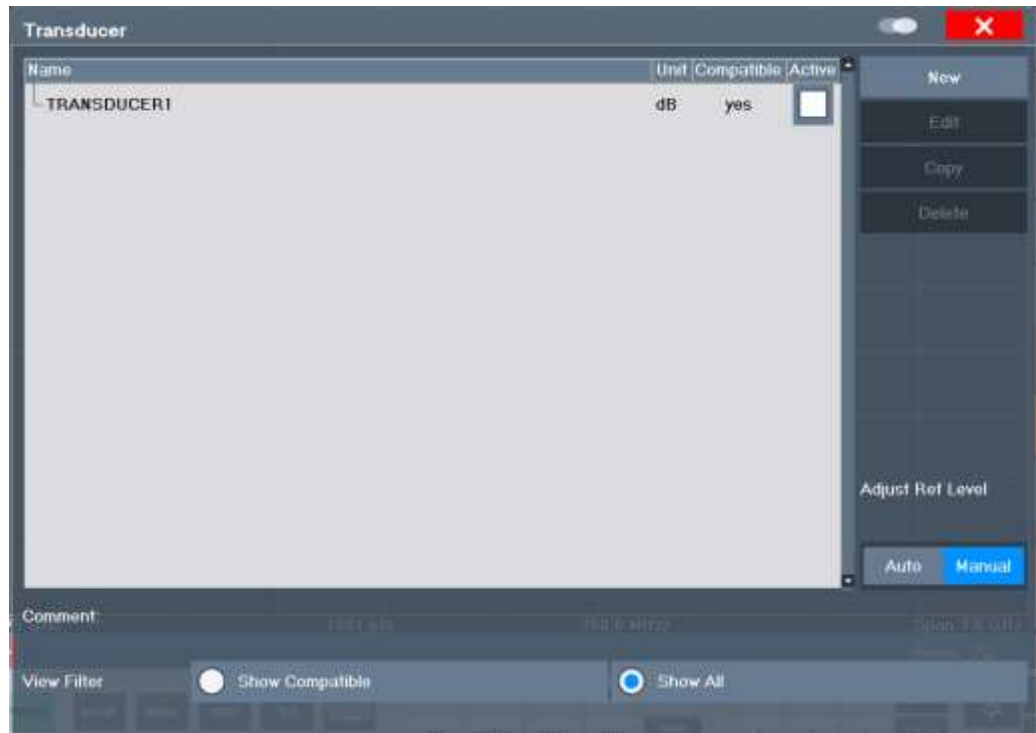 Transducer
Name Unit Compatible Active
New
TRANSDUCER1 dB yes
Edit
Copy
Delete
Adjust Ref Level
Auto Manual
Comment:
View Filter Show Compatible Show All